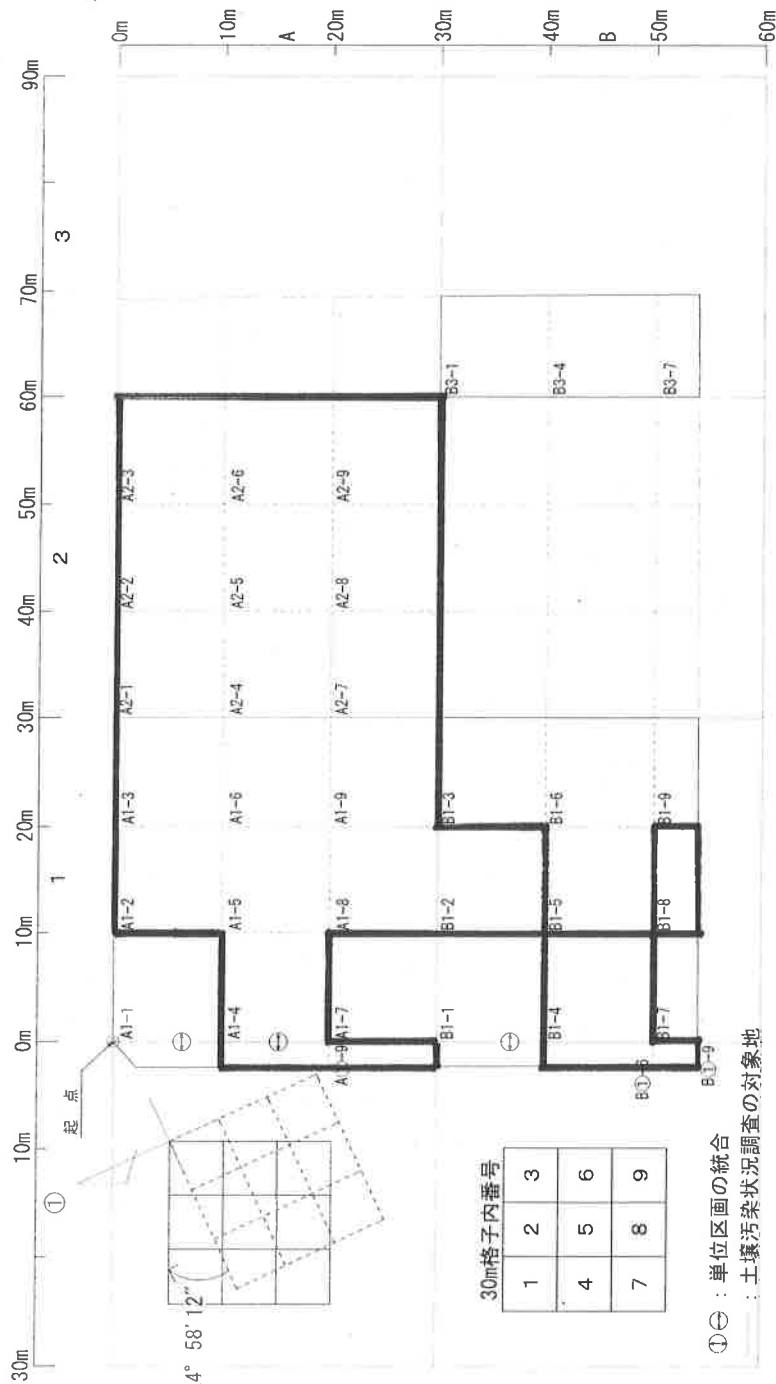 30m 10m 0m 10m 20m 30m 40m 50m 60m 70m 90m
① 1 2 3
起点
0m
10m
A
20m
30m
40m
B
50m
60m
A1-1 A1-2 A1-3 A2-1 A2-2 A2-3
A1-4 A1-5 A1-6 A2-4 A2-5 A2-6
A①-9 A1-7 A1-8 A1-9 A2-7 A2-8 A2-9
B1-1 B1-2 B1-3 B3-1
B1-4 B1-5 B1-6 B3-4
B①-6
B1-7 B1-8 B1-9 B3-7
B①-9
4° 58' 12"
30m格子内番号
1 2 3
4 5 6
7 8 9
：単位区画の統合
：土壌汚染状況調査の対象地